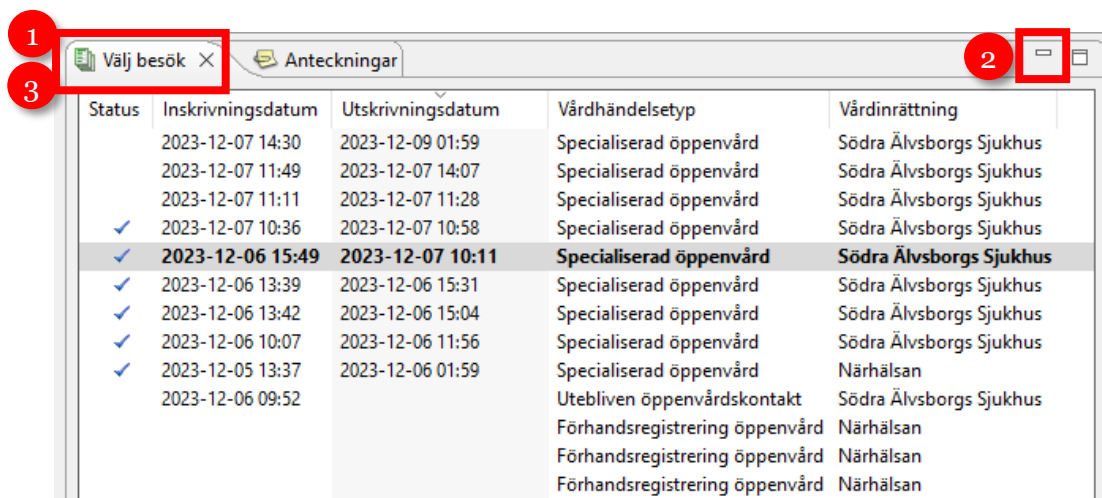 1
Välj besök Anteckningar 2
3
Status Inskrivningsdatum Utskrivningsdatum Vårdhändelsetyp Vårdinrättning
2023-12-07 14:30 2023-12-09 01:59 Specialiserad öppenvård Södra Älvsborgs Sjukhus
2023-12-07 11:49 2023-12-07 14:07 Specialiserad öppenvård Södra Älvsborgs Sjukhus
2023-12-07 11:11 2023-12-07 11:28 Specialiserad öppenvård Södra Älvsborgs Sjukhus
2023-12-07 10:36 2023-12-07 10:58 Specialiserad öppenvård Södra Älvsborgs Sjukhus
2023-12-06 15:49 2023-12-07 10:11 Specialiserad öppenvård Södra Älvsborgs Sjukhus
2023-12-06 13:39 2023-12-06 15:31 Specialiserad öppenvård Södra Älvsborgs Sjukhus
2023-12-06 13:42 2023-12-06 15:04 Specialiserad öppenvård Södra Älvsborgs Sjukhus
2023-12-06 10:07 2023-12-06 11:56 Specialiserad öppenvård Södra Älvsborgs Sjukhus
2023-12-05 13:37 2023-12-06 01:59 Specialiserad öppenvård Närhälsan
2023-12-06 09:52 Utebliven öppenvårdskontakt Södra Älvsborgs Sjukhus
Förhandsregistrering öppenvård Närhälsan
Förhandsregistrering öppenvård Närhälsan
Förhandsregistrering öppenvård Närhälsan